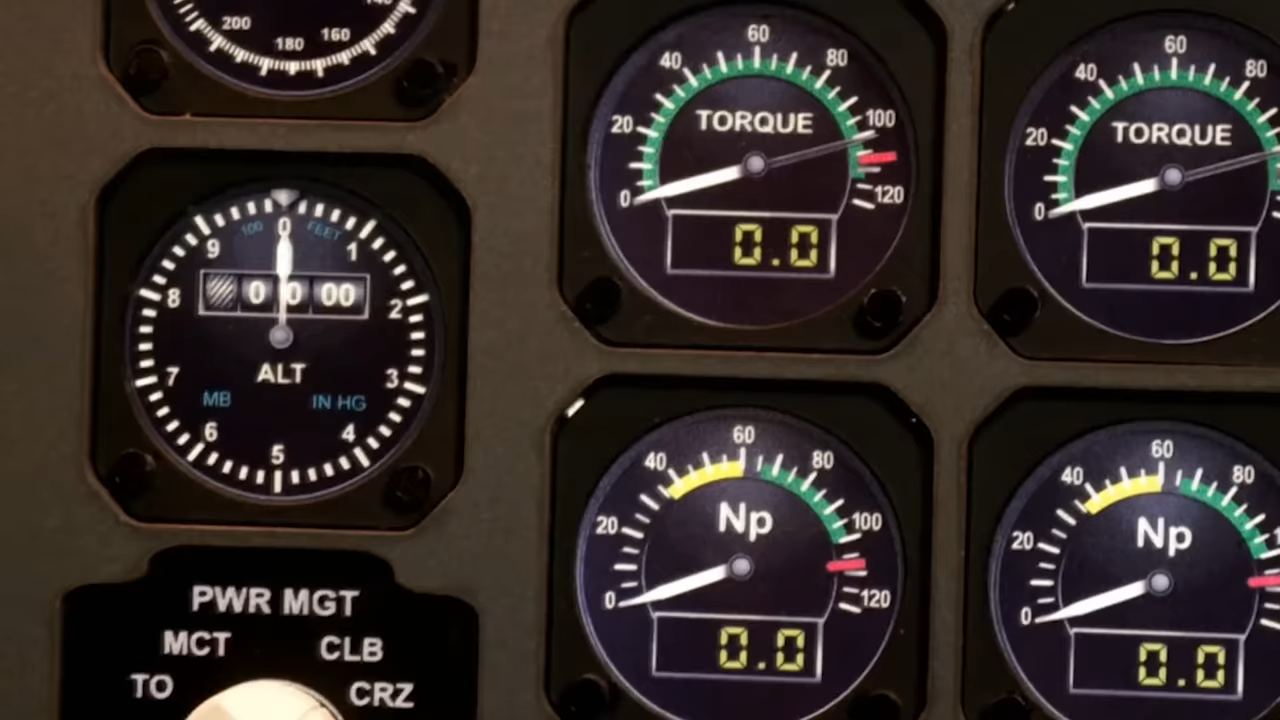 200 180 160
60
40 80
20 100
TORQUE
0 120
0.0
60
40 80
20
TORQUE
0
0.0
100 FEET
0
9 1
8 2
0 0 00
ALT
7 3
MB IN HG
6 4
5
60
40 80
20 100
Np
0 120
0.0
60
40 80
20
Np
0
0.0
PWR MGT
MCT CLB
TO CRZ